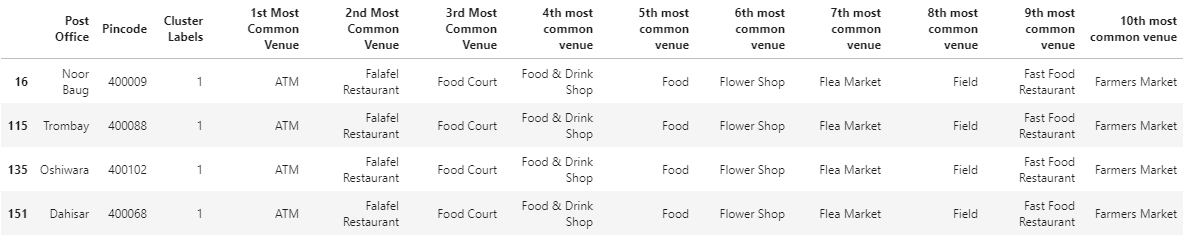 Post Office Pincode Cluster Labels 1st Most Common Venue 2nd Most Common Venue 3rd Most Common Venue 4th most common venue 5th most common venue 6th most common venue 7th most common venue 8th most common venue 9th most common venue 10th most common venue
16 Noor Baug 400009 1 ATM Falafel Restaurant Food Court Food & Drink Shop Food Flower Shop Flea Market Field Fast Food Restaurant Farmers Market
115 Trombay 400088 1 ATM Falafel Restaurant Food Court Food & Drink Shop Food Flower Shop Flea Market Field Fast Food Restaurant Farmers Market
135 Oshiwara 400102 1 ATM Falafel Restaurant Food Court Food & Drink Shop Food Flower Shop Flea Market Field Fast Food Restaurant Farmers Market
151 Dahisar 400068 1 ATM Falafel Restaurant Food Court Food & Drink Shop Food Flower Shop Flea Market Field Fast Food Restaurant Farmers Market